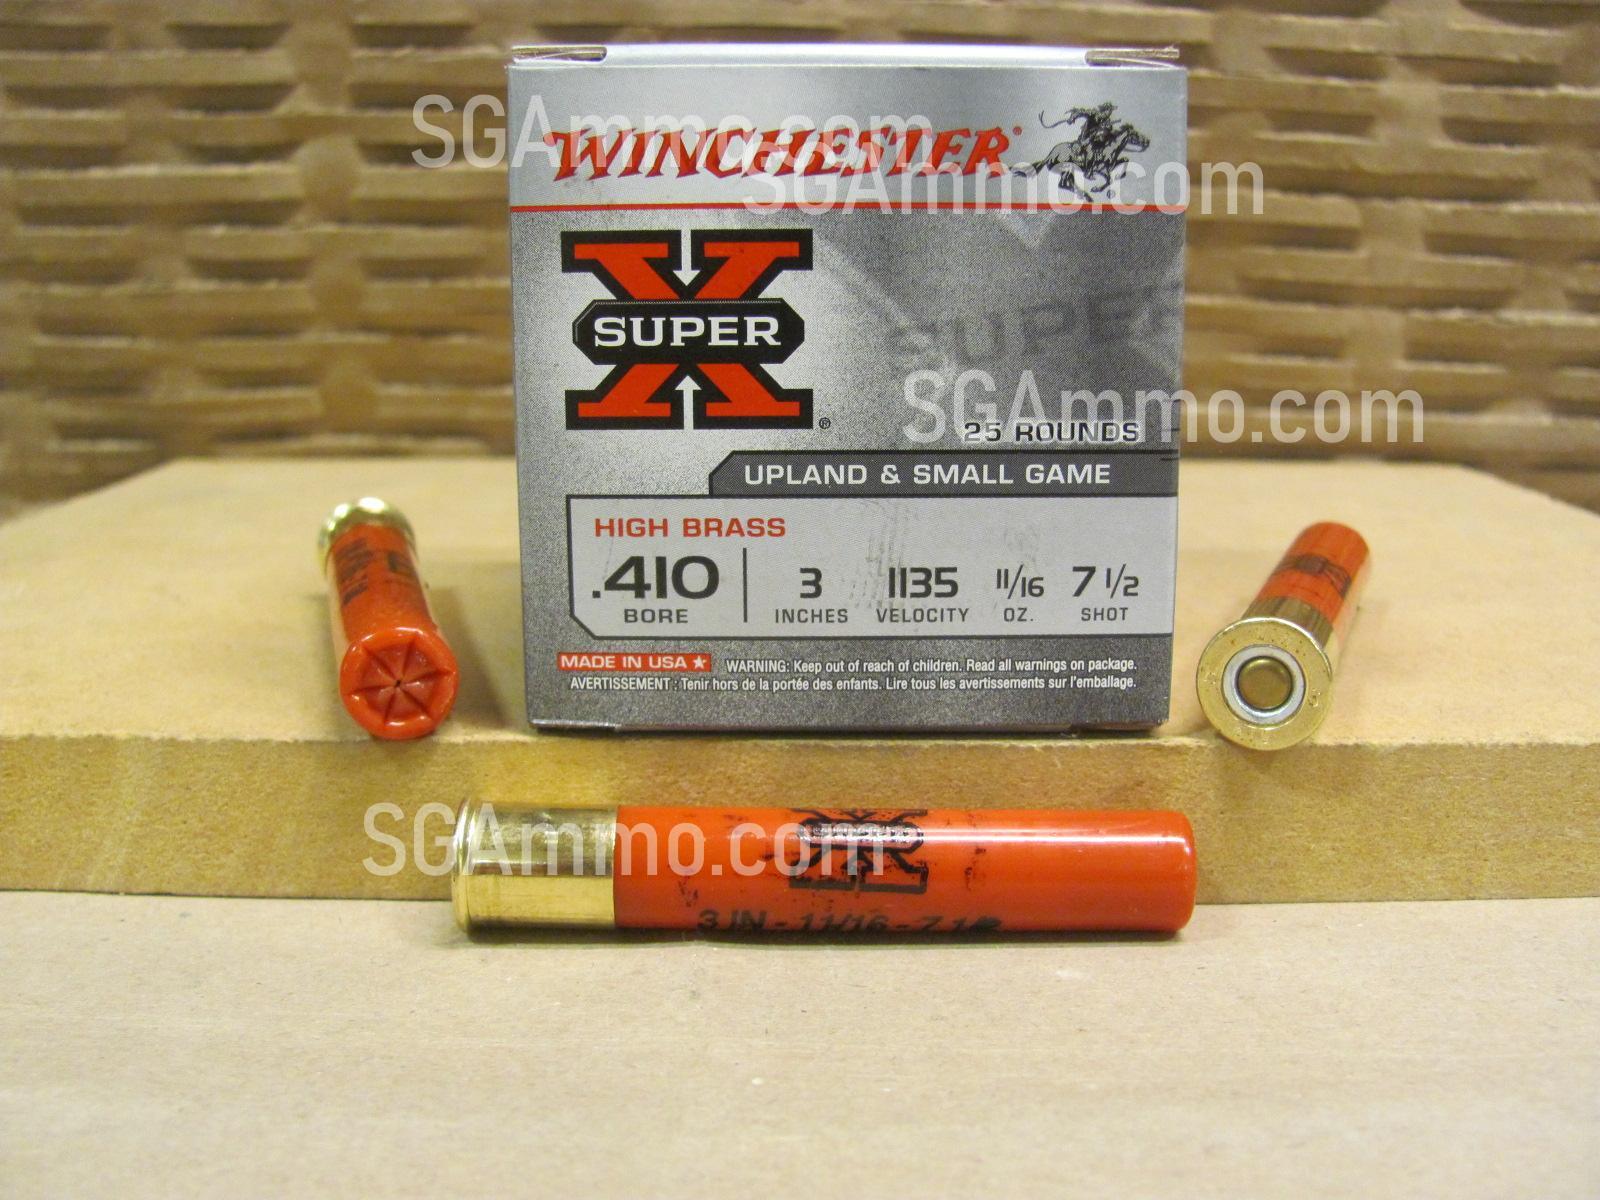 SGAmmo.com
WINCHESTER®
SGAmmo.com
X
SUPER
®
SUPER
SGAmmo.com
25 ROUNDS
UPLAND & SMALL GAME
HIGH BRASS
.410 3 1135 11/16 7 1/2
BORE INCHES VELOCITY OZ. SHOT
MADE IN USA ★ WARNING: Keep out of reach of children. Read all warnings on package.
AVERTISSEMENT : Tenir hors de la portée des enfants. Lire tous les avertissements sur l'emballage.
SGAmmo.com
3 IN - 11/16 - 7 1/2